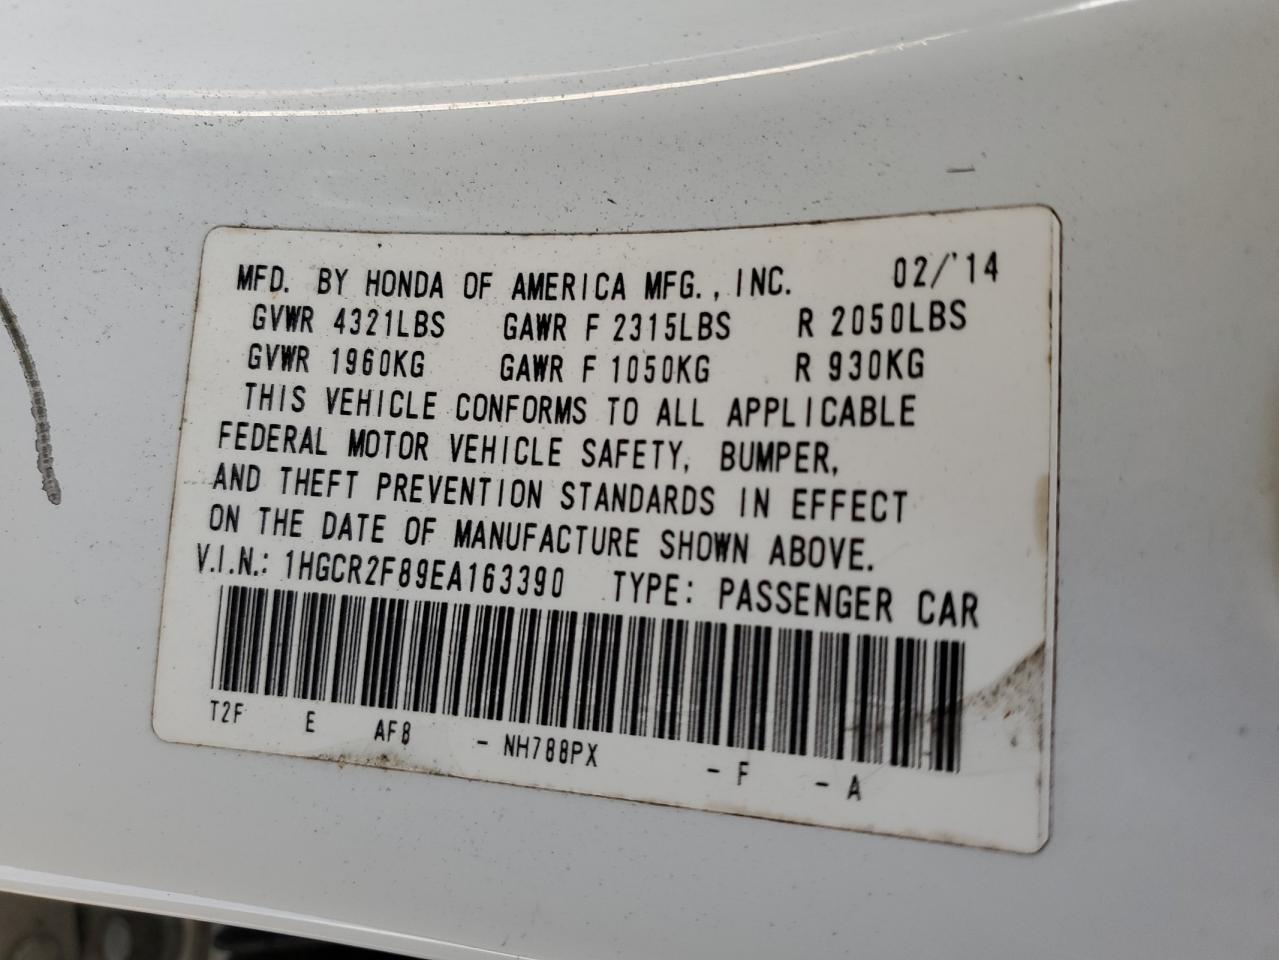 MFD. BY HONDA OF AMERICA MFG., INC. 02/'14
GVWR 4321LBS GAWR F 2315LBS R 2050LBS
GVWR 1960KG GAWR F 1050KG R 930KG
THIS VEHICLE CONFORMS TO ALL APPLICABLE
FEDERAL MOTOR VEHICLE SAFETY, BUMPER,
AND THEFT PREVENTION STANDARDS IN EFFECT
ON THE DATE OF MANUFACTURE SHOWN ABOVE.
V.I.N.: 1HGCR2F89EA163390 TYPE: PASSENGER CAR
T2F E AF8 - NH788PX - F - A